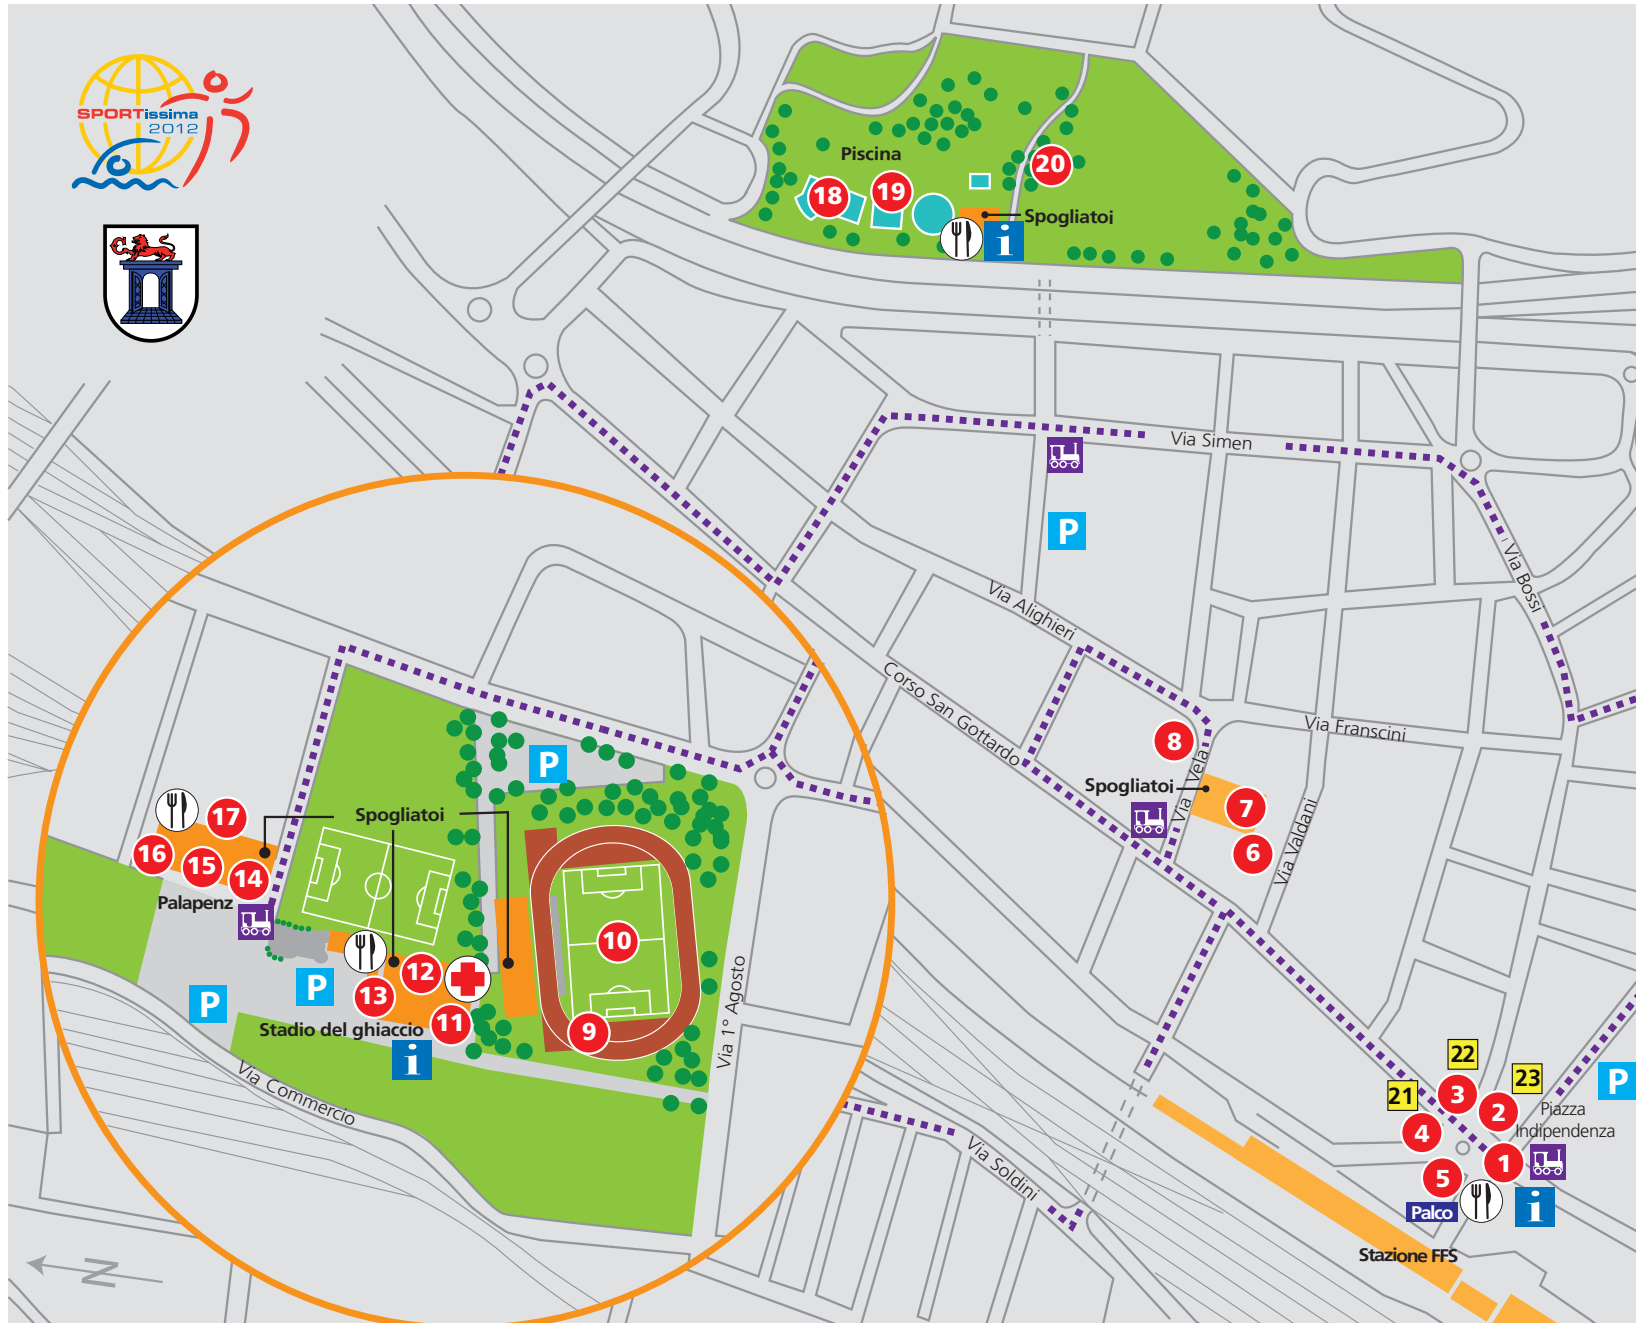 SPORTissima
2012
Piscina
20
18
19
Spogliatoi
i
Via Simen
P
Via Bossi
Via Alighieri
Corso San Gottardo
Via Franscini
8
Spogliatoi
Via Vela
7
6
Via Valdani
P
Spogliatoi
17
16
15
14
Palapenz
10
12
13
P
P
11
9
Stadio del ghiaccio
i
Via 1° Agosto
Via Commercio
Via Soldini
22
23
21
3
2
P
Piazza
Indipendenza
4
1
5
Palco
i
Stazione FFS
N